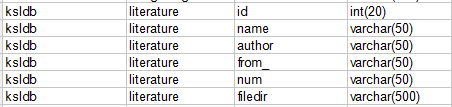 ksldb literature id int(20)
ksldb literature name varchar(50)
ksldb literature author varchar(50)
ksldb literature from_ varchar(50)
ksldb literature num varchar(50)
ksldb literature filedir varchar(500)